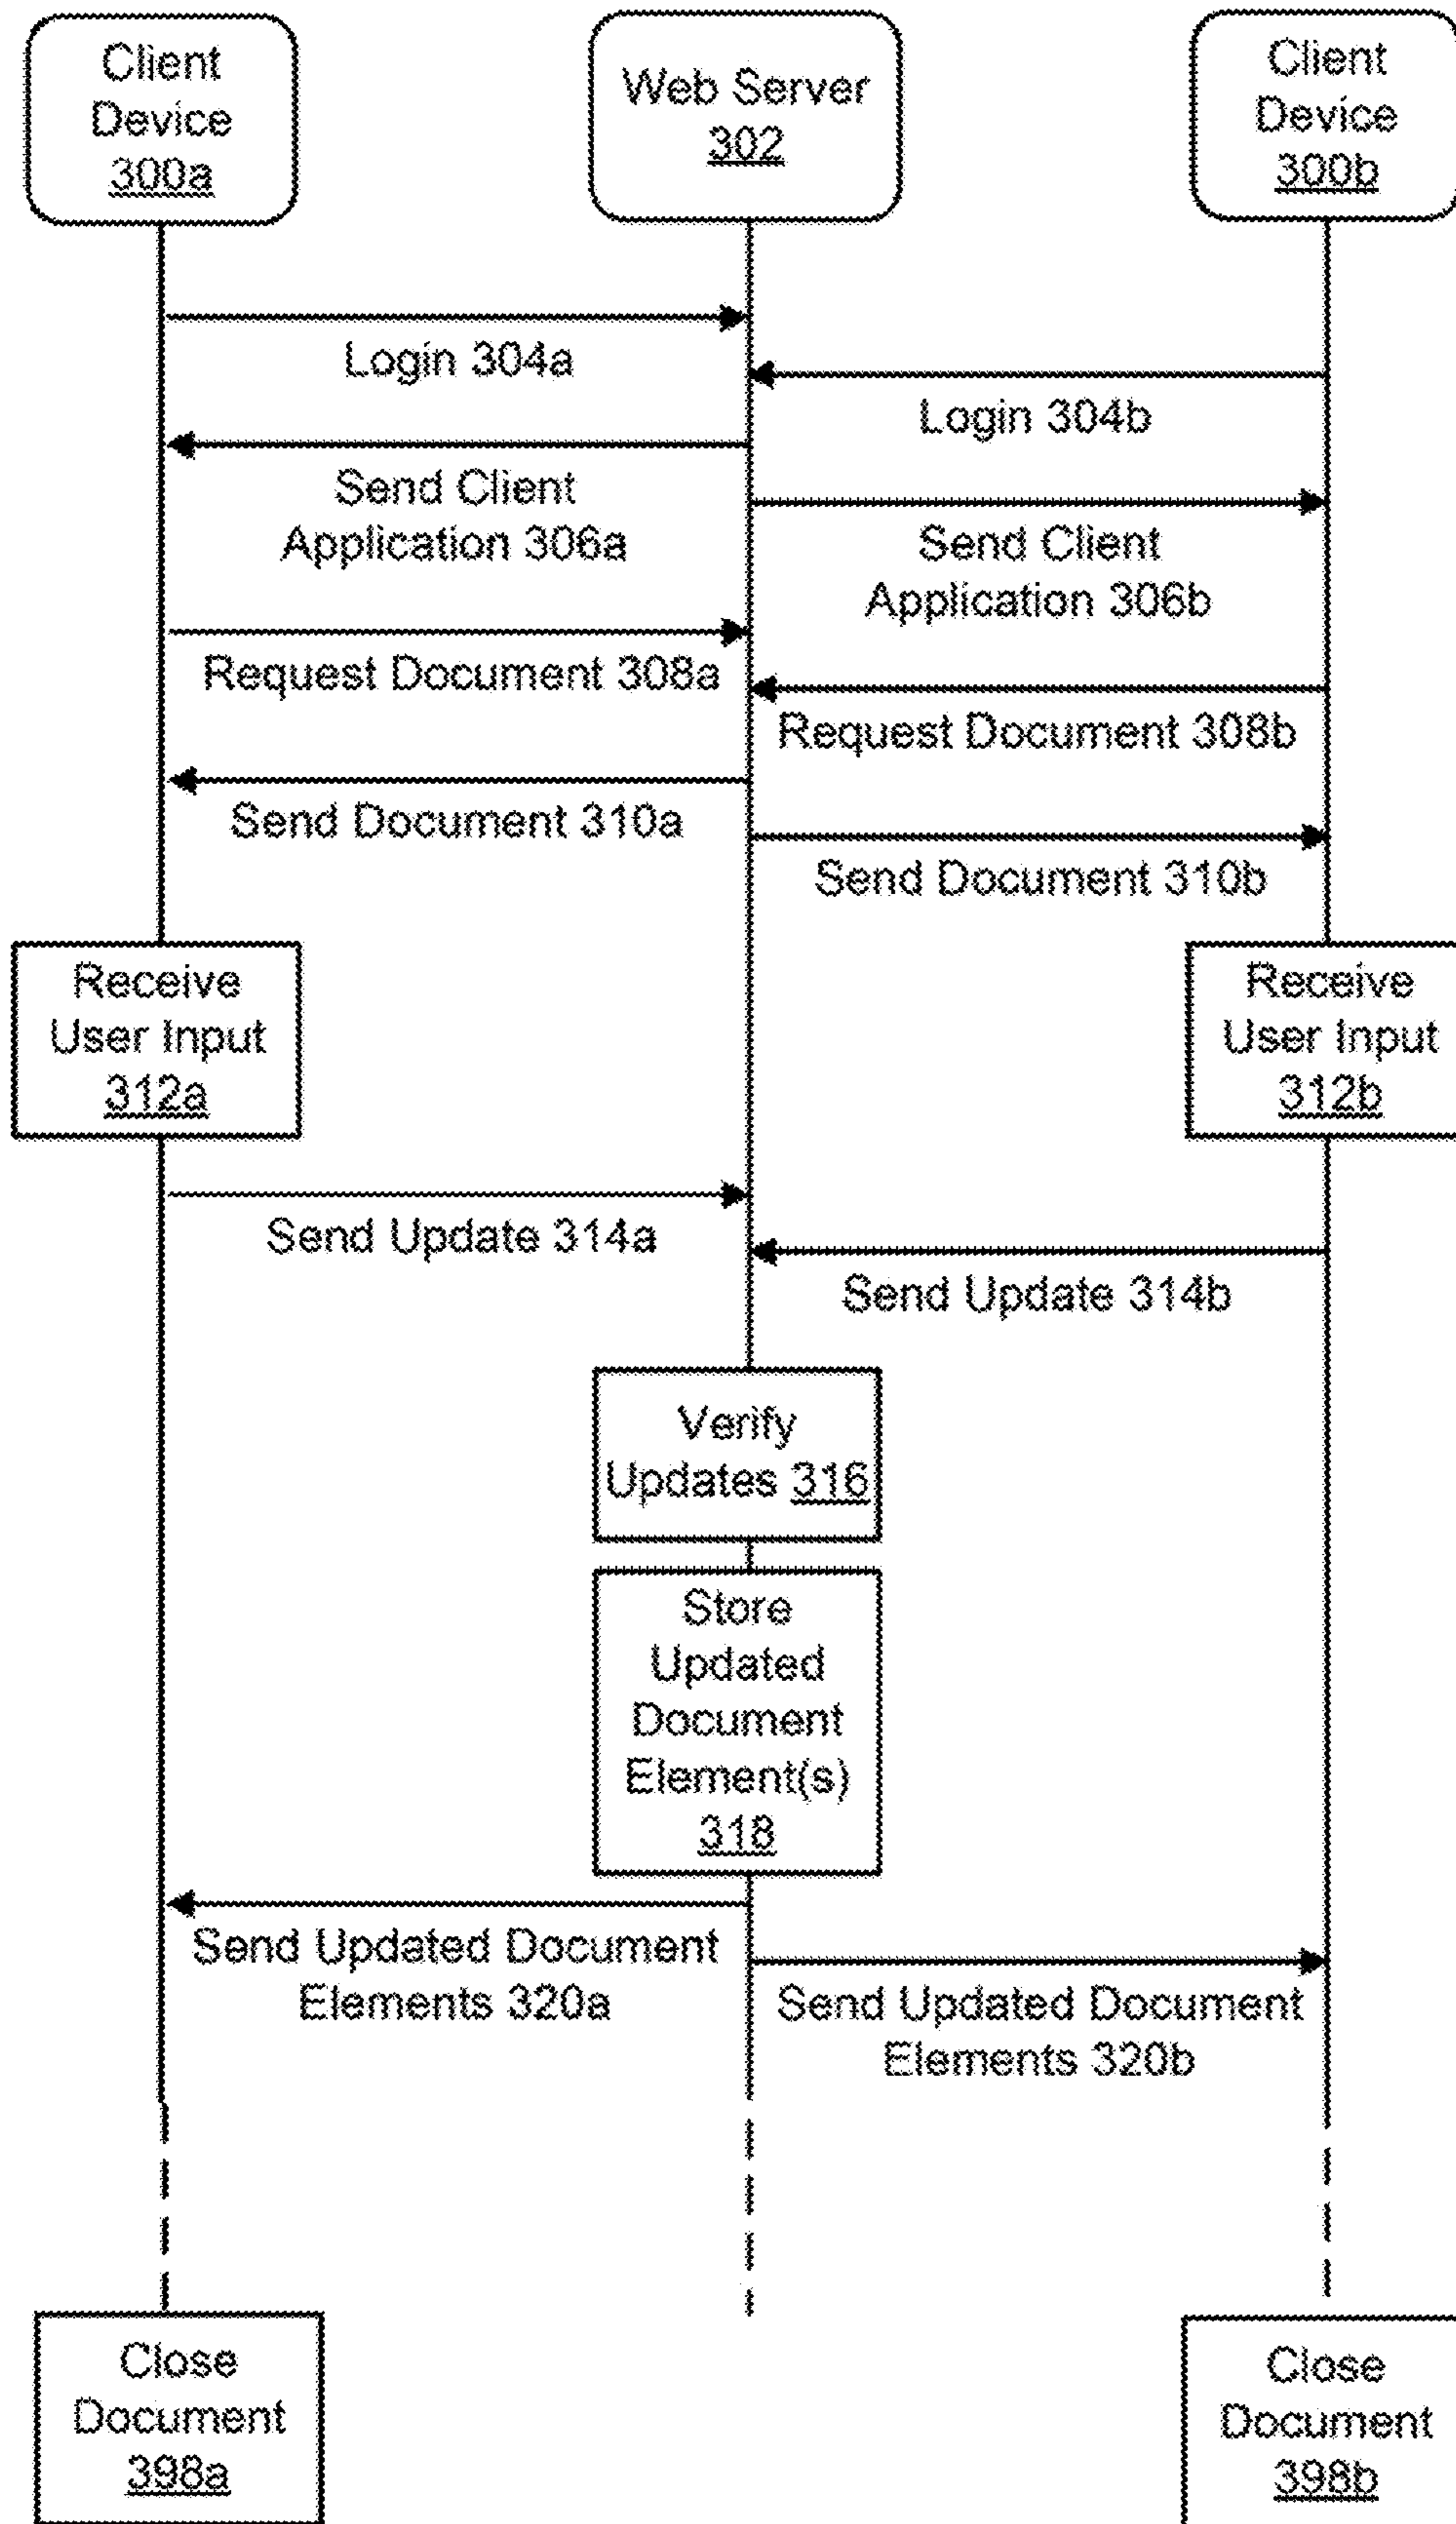 Client
Device
300a
Web Server
302
Client
Device
300b
Login 304a
Login 304b
Send Client
Application 306a
Send Client
Application 306b
Request Document 308a
Request Document 308b
Send Document 310a
Send Document 310b
Receive
User Input
312a
Receive
User Input
312b
Send Update 314a
Send Update 314b
Verify
Updates 316
Store
Updated
Document
Element(s)
318
Send Updated Document
Elements 320a
Send Updated Document
Elements 320b
Close
Document
398a
Close
Document
398b